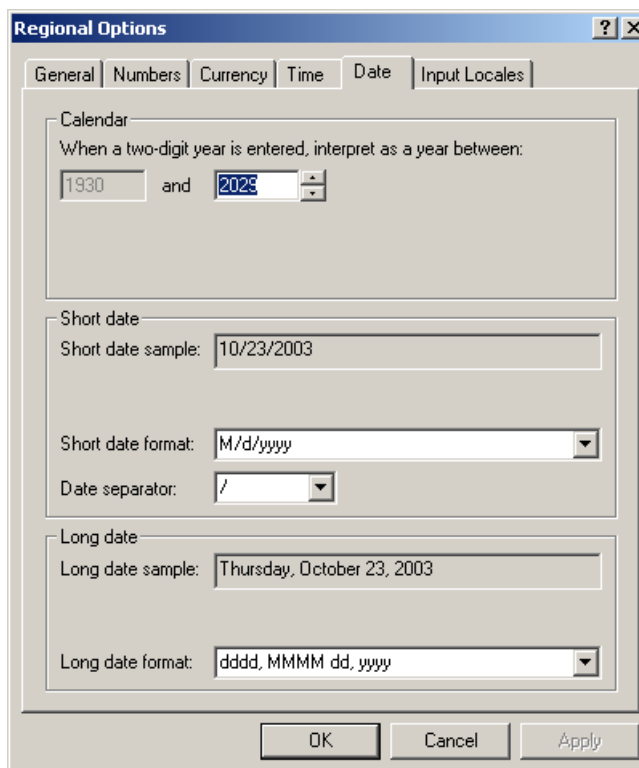 Regional Options
General Numbers Currency Time Date Input Locales
Calendar
When a two-digit year is entered, interpret as a year between:
1930 and 2029
Short date
Short date sample: 10/23/2003
Short date format: M/d/yyyy
Date separator: /
Long date
Long date sample: Thursday, October 23, 2003
Long date format: dddd, MMMM dd, yyyy
OK Cancel Apply